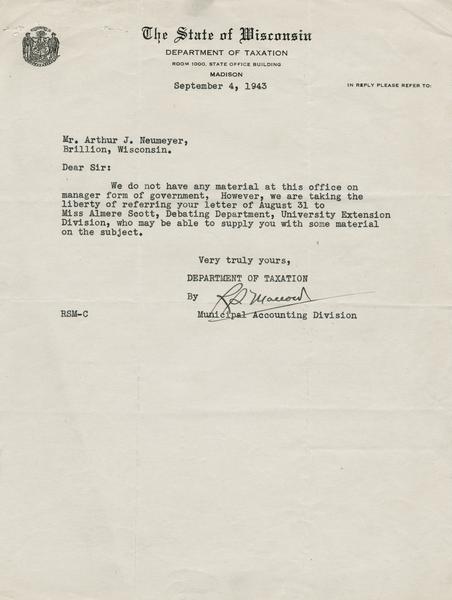 The State of Wisconsin
DEPARTMENT OF TAXATION
ROOM 1000, STATE OFFICE BUILDING
MADISON
September 4, 1943
IN REPLY PLEASE REFER TO:
Mr. Arthur J. Neumeyer,
Brillion, Wisconsin.
Dear Sir:
We do not have any material at this office on
manager form of government, However, we are taking the
liberty of referring your letter of August 31 to
Miss Almere Scott, Debating Department, University Extension
Division, who may be able to supply you with some material
on the subject.
Very truly yours,
DEPARTMENT OF TAXATION
By
RSM-C
Municipal Accounting Division